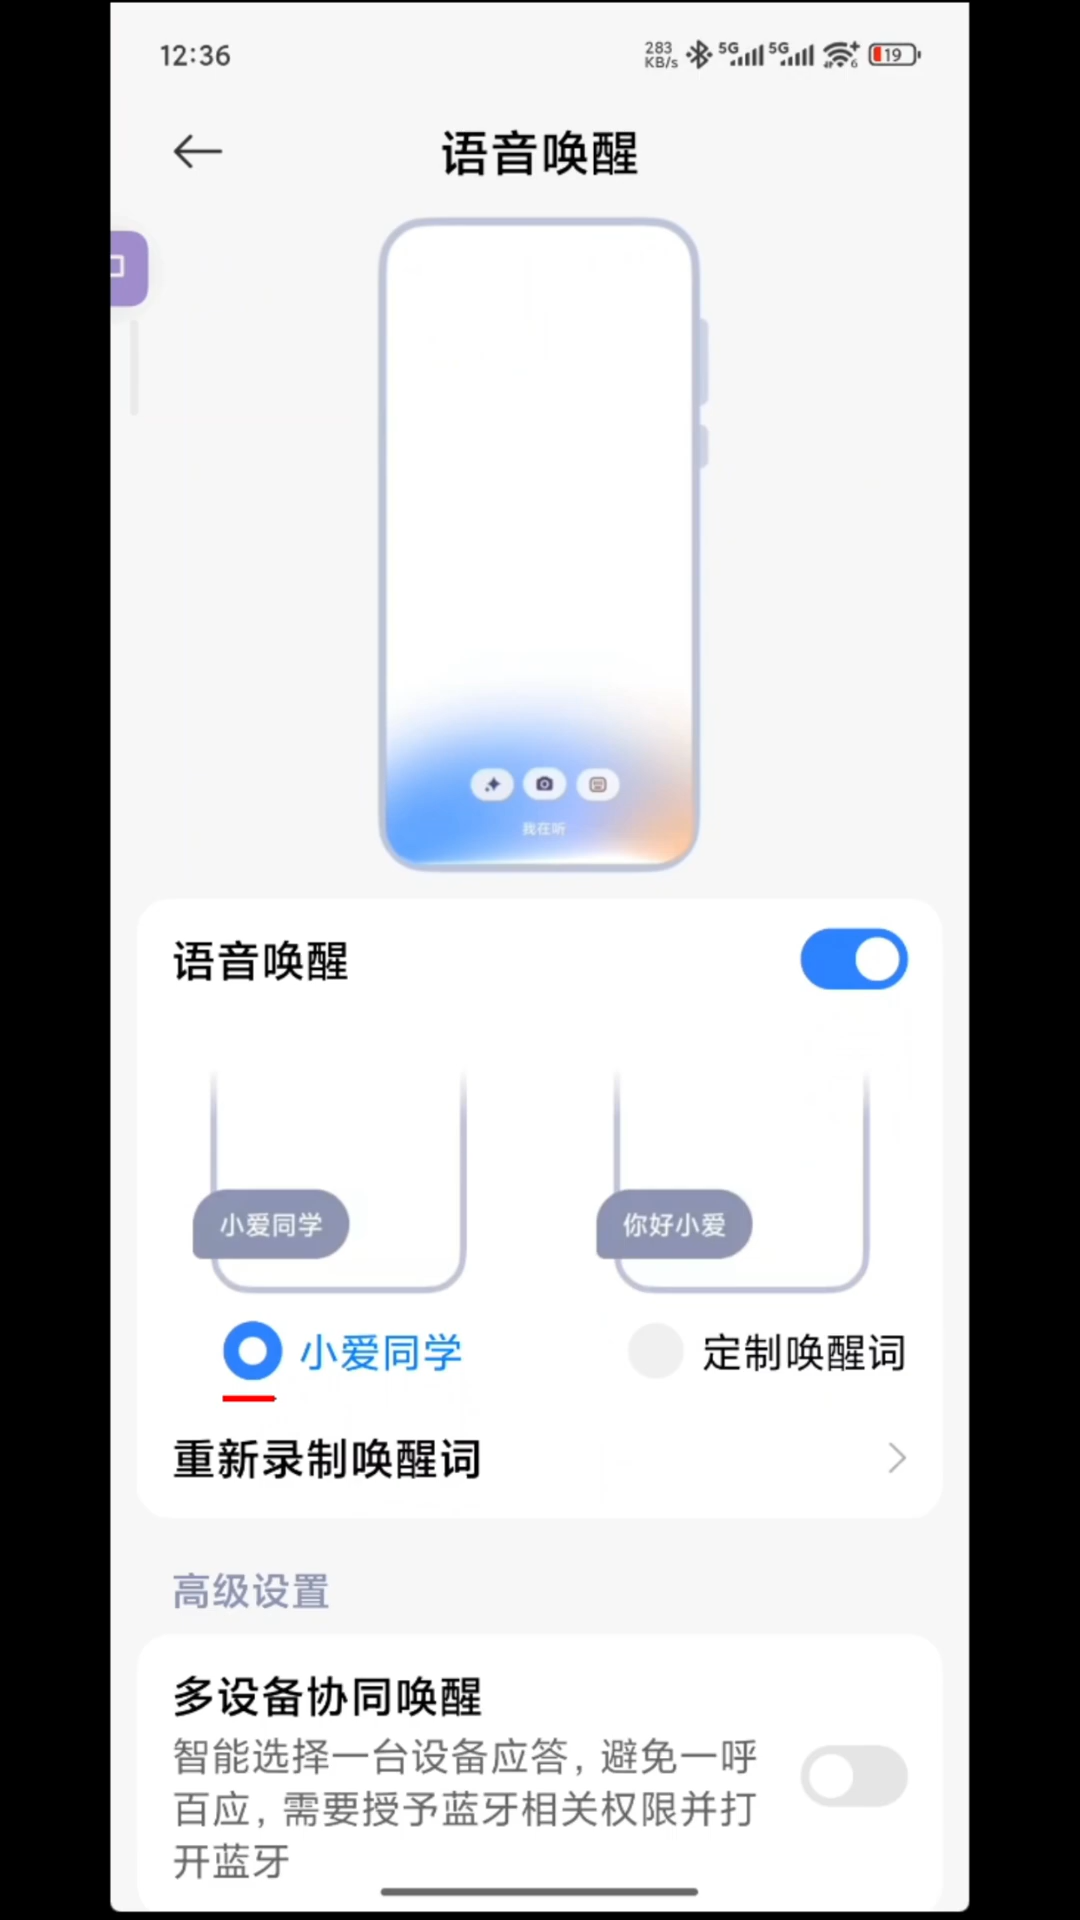 12:36
283 KB/s 5G 5G 6 19
语音唤醒
我在听
语音唤醒
小爱同学
你好小爱
小爱同学
定制唤醒词
重新录制唤醒词
高级设置
多设备协同唤醒
智能选择一台设备应答，避免一呼
百应，需要授予蓝牙相关权限并打
开蓝牙